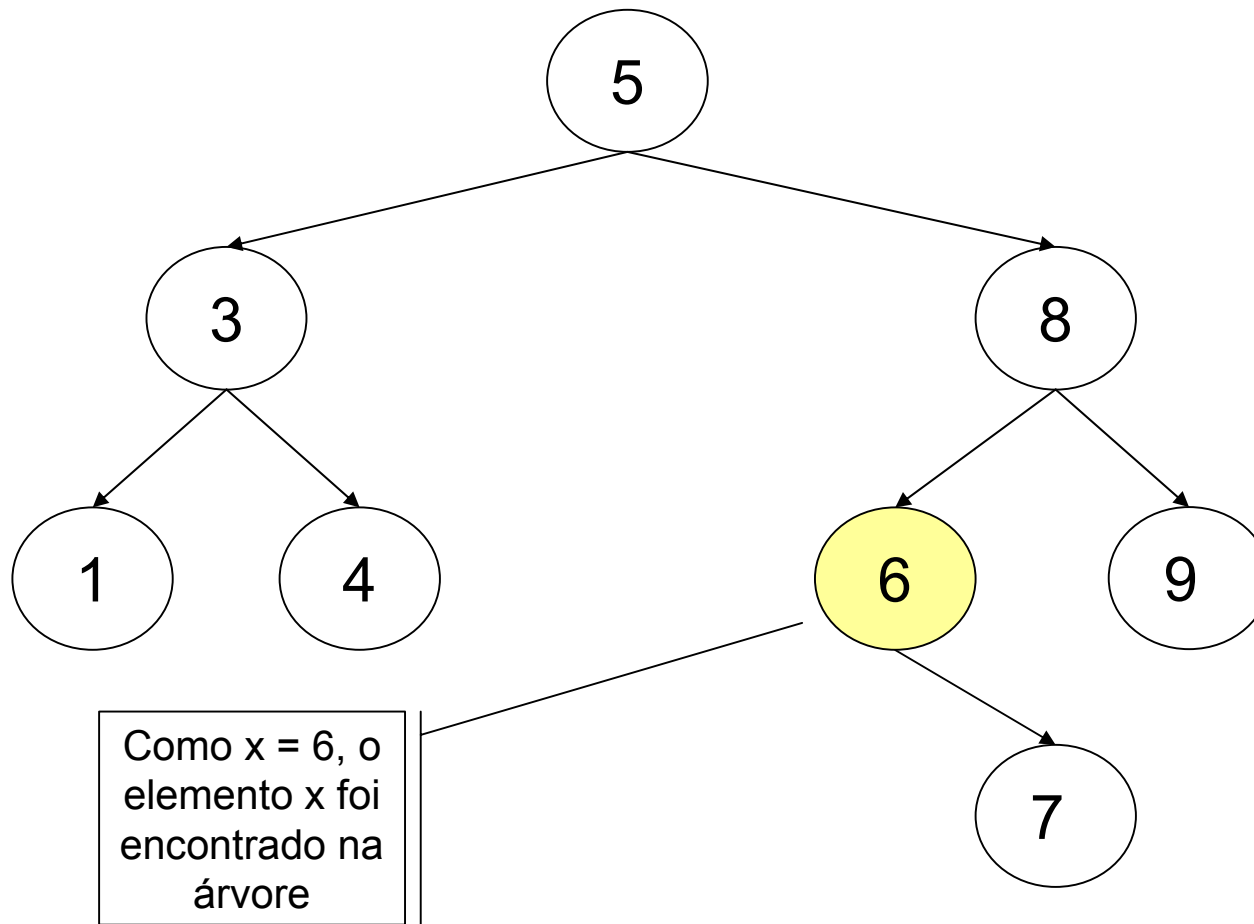 5
3
8
1
4
6
9
Como x = 6, o
elemento x foi
encontrado na
árvore
7